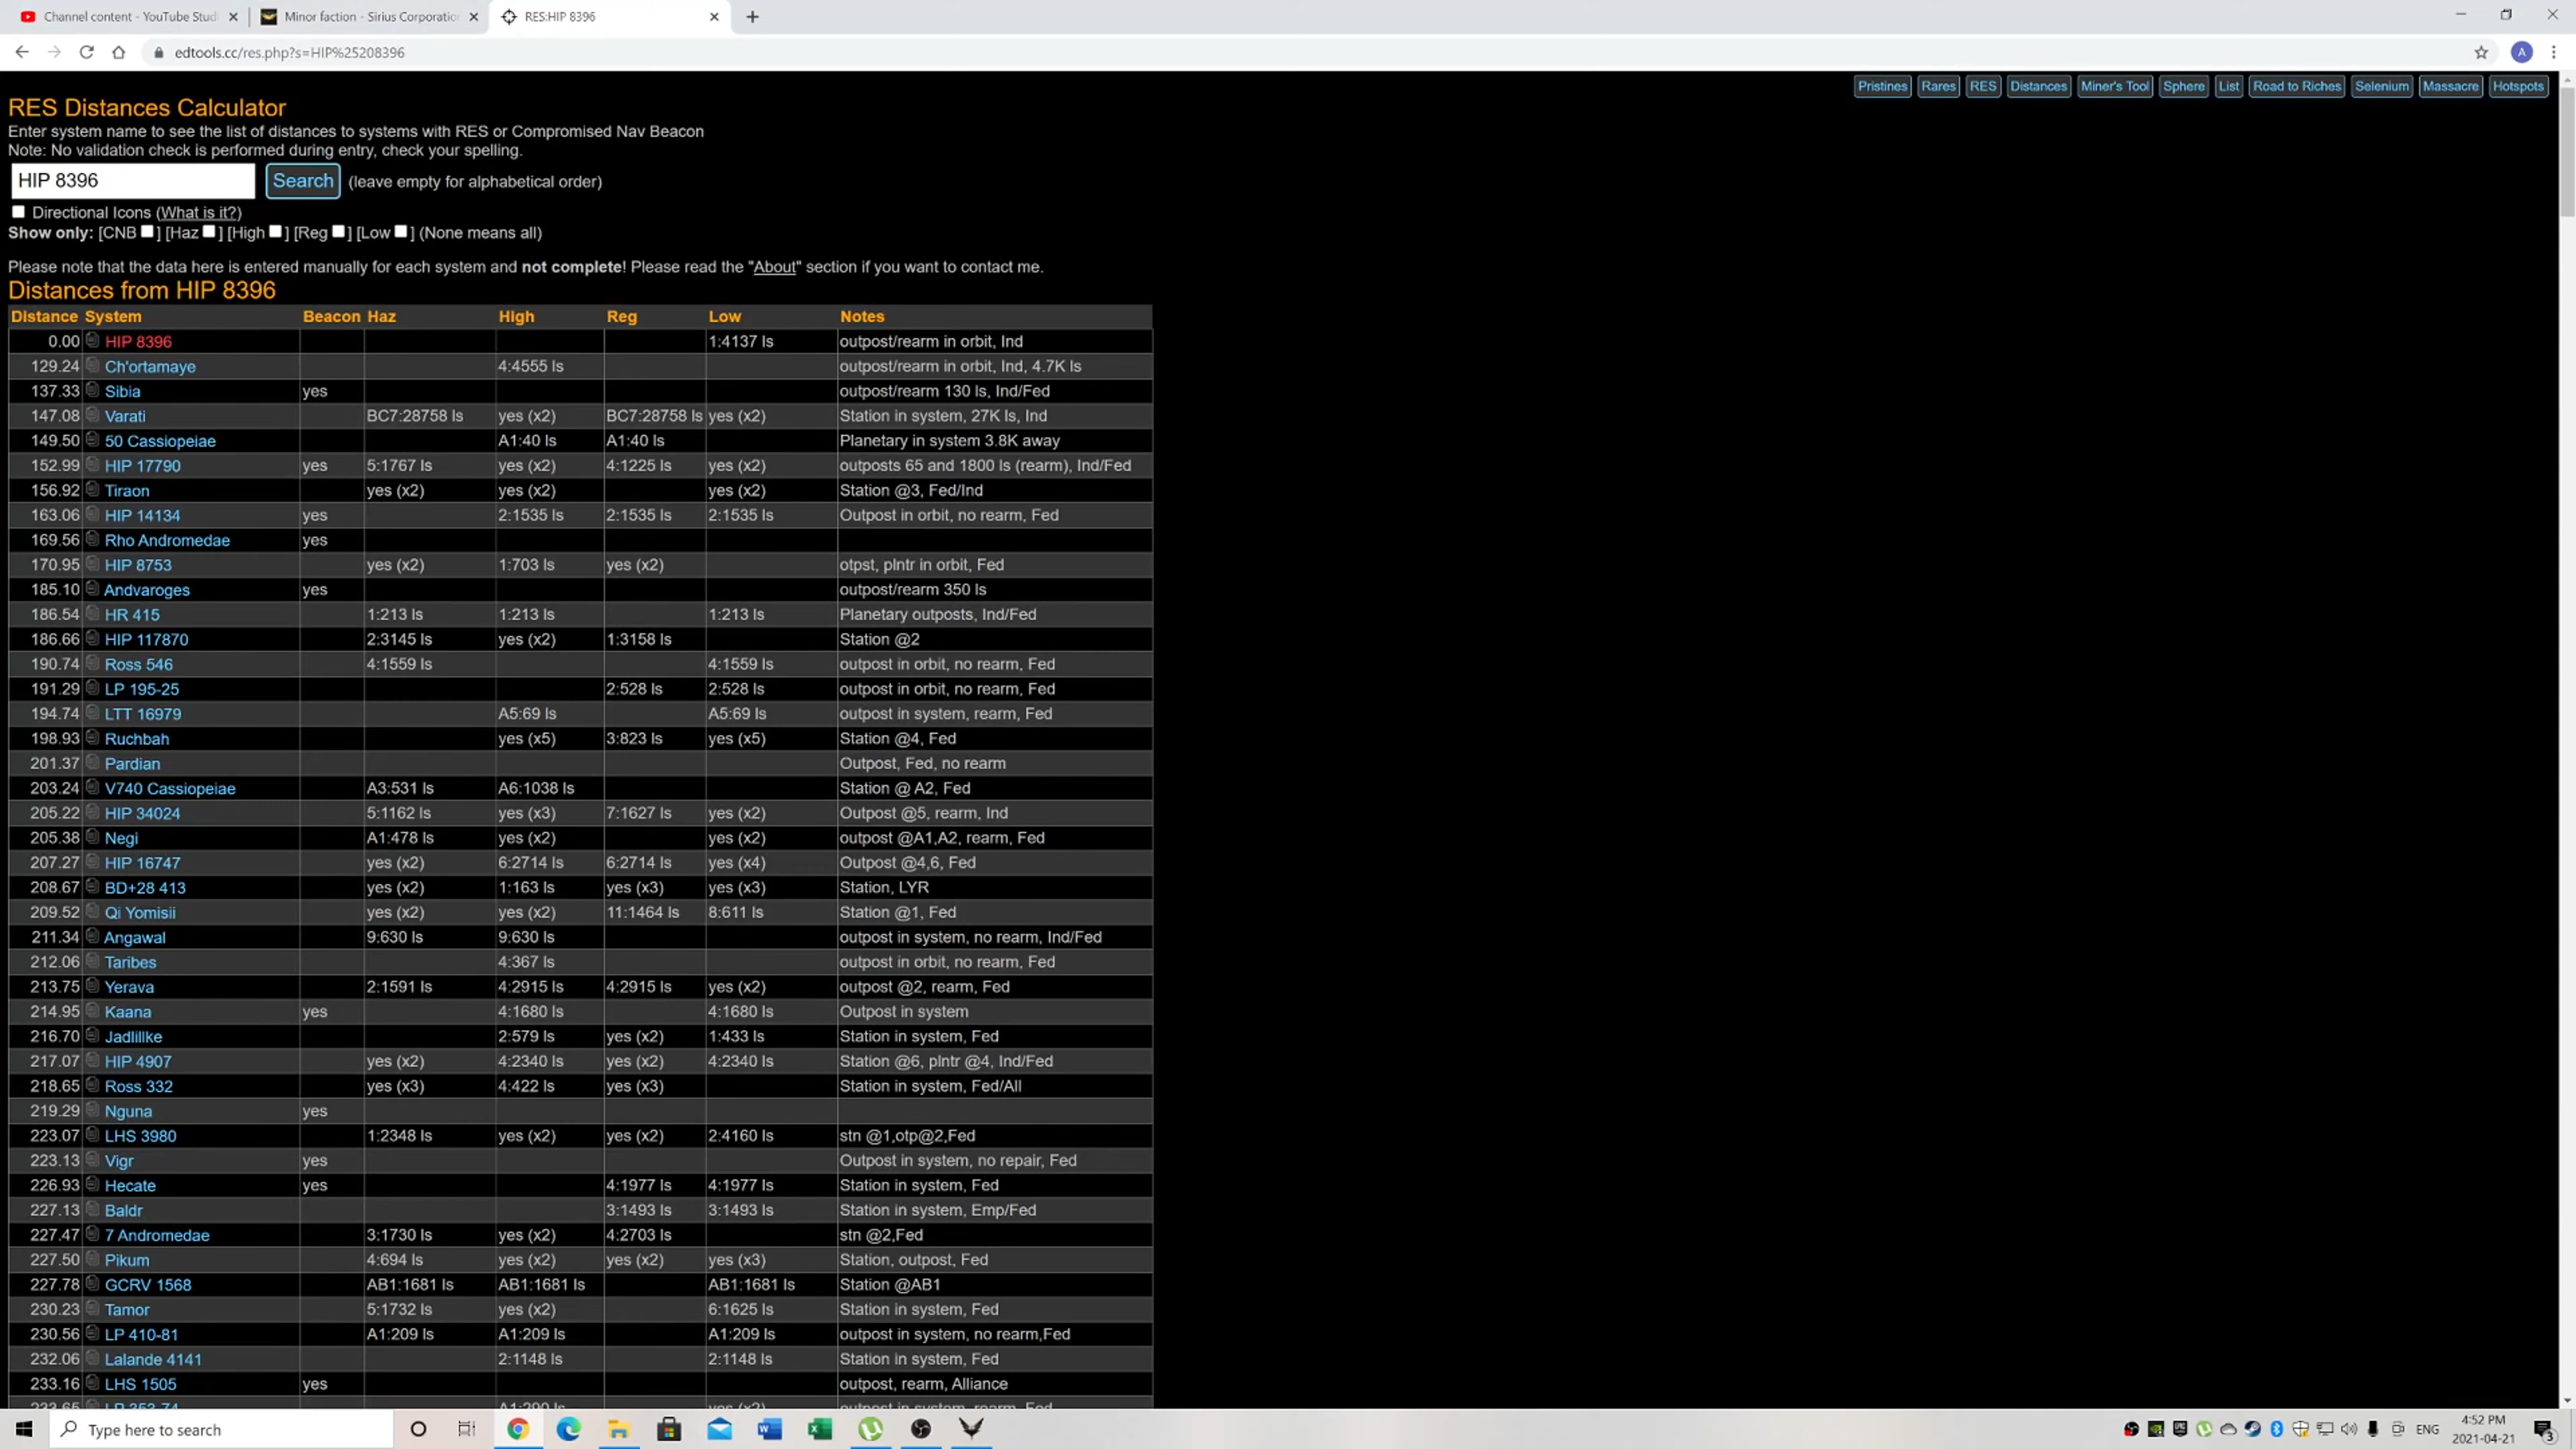 Channel content - YouTube Studi
Minor faction - Sirius Corporatio
RES:HIP 8396
edtools.cc/res.php?s=HIP%25208396
A
Pristines Rares RES Distances Miner's Tool Sphere List Road to Riches Selenium Massacre Hotspots
RES Distances Calculator
Enter system name to see the list of distances to systems with RES or Compromised Nav Beacon
Note: No validation check is performed during entry, check your spelling.
HIP 8396 Search (leave empty for alphabetical order)
Directional Icons (What is it?)
Show only: [CNB ] [Haz ] [High ] [Reg ] [Low ] (None means all)
Please note that the data here is entered manually for each system and not complete! Please read the "About" section if you want to contact me.
Distances from HIP 8396
Distance System Beacon Haz High Reg Low Notes
0.00 HIP 8396 1:4137 ls outpost/rearm in orbit, Ind
129.24 Ch'ortamaye 4:4555 ls outpost/rearm in orbit, Ind, 4.7K ls
137.33 Sibia yes outpost/rearm 130 ls, Ind/Fed
147.08 Varati BC7:28758 ls yes (x2) BC7:28758 ls yes (x2) Station in system, 27K ls, Ind
149.50 50 Cassiopeiae A1:40 ls A1:40 ls Planetary in system 3.8K away
152.99 HIP 17790 yes 5:1767 ls yes (x2) 4:1225 ls yes (x2) outposts 65 and 1800 ls (rearm), Ind/Fed
156.92 Tiraon yes (x2) yes (x2) yes (x2) Station @3, Fed/Ind
163.06 HIP 14134 yes 2:1535 ls 2:1535 ls 2:1535 ls Outpost in orbit, no rearm, Fed
169.56 Rho Andromedae yes
170.95 HIP 8753 yes (x2) 1:703 ls yes (x2) otpst, plntr in orbit, Fed
185.10 Andvaroges yes outpost/rearm 350 ls
186.54 HR 415 1:213 ls 1:213 ls 1:213 ls Planetary outposts, Ind/Fed
186.66 HIP 117870 2:3145 ls yes (x2) 1:3158 ls Station @2
190.74 Ross 546 4:1559 ls 4:1559 ls outpost in orbit, no rearm, Fed
191.29 LP 195-25 2:528 ls 2:528 ls outpost in orbit, no rearm, Fed
194.74 LTT 16979 A5:69 ls A5:69 ls outpost in system, rearm, Fed
198.93 Ruchbah yes (x5) 3:823 ls yes (x5) Station @4, Fed
201.37 Pardian Outpost, Fed, no rearm
203.24 V740 Cassiopeiae A3:531 ls A6:1038 ls Station @ A2, Fed
205.22 HIP 34024 5:1162 ls yes (x3) 7:1627 ls yes (x2) Outpost @5, rearm, Ind
205.38 Negi A1:478 ls yes (x2) yes (x2) outpost @A1,A2, rearm, Fed
207.27 HIP 16747 yes (x2) 6:2714 ls 6:2714 ls yes (x4) Outpost @4,6, Fed
208.67 BD+28 413 yes (x2) 1:163 ls yes (x3) yes (x3) Station, LYR
209.52 Qi Yomisii yes (x2) yes (x2) 11:1464 ls 8:611 ls Station @1, Fed
211.34 Angawal 9:630 ls 9:630 ls outpost in system, no rearm, Ind/Fed
212.06 Taribes 4:367 ls outpost in orbit, no rearm, Fed
213.75 Yerava 2:1591 ls 4:2915 ls 4:2915 ls yes (x2) outpost @2, rearm, Fed
214.95 Kaana yes 4:1680 ls 4:1680 ls Outpost in system
216.70 Jadlillke 2:579 ls yes (x2) 1:433 ls Station in system, Fed
217.07 HIP 4907 yes (x2) 4:2340 ls yes (x2) 4:2340 ls Station @6, plntr @4, Ind/Fed
218.65 Ross 332 yes (x3) 4:422 ls yes (x3) Station in system, Fed/All
219.29 Nguna yes
223.07 LHS 3980 1:2348 ls yes (x2) yes (x2) 2:4160 ls stn @1,otp@2,Fed
223.13 Vigr yes Outpost in system, no repair, Fed
226.93 Hecate yes 4:1977 ls 4:1977 ls Station in system, Fed
227.13 Baldr 3:1493 ls 3:1493 ls Station in system, Emp/Fed
227.47 7 Andromedae 3:1730 ls yes (x2) 4:2703 ls stn @2,Fed
227.50 Pikum 4:694 ls yes (x2) yes (x2) yes (x3) Station, outpost, Fed
227.78 GCRV 1568 AB1:1681 ls AB1:1681 ls AB1:1681 ls Station @AB1
230.23 Tamor 5:1732 ls yes (x2) 6:1625 ls Station in system, Fed
230.56 LP 410-81 A1:209 ls A1:209 ls A1:209 ls outpost in system, no rearm,Fed
232.06 Lalande 4141 2:1148 ls 2:1148 ls Station in system, Fed
233.16 LHS 1505 yes outpost, rearm, Alliance
233.65 LP 353-74 A1:290 ls yes (x2) outpost in system, rearm, Fed
Type here to search
ENG
4:52 PM
2021-04-21
3